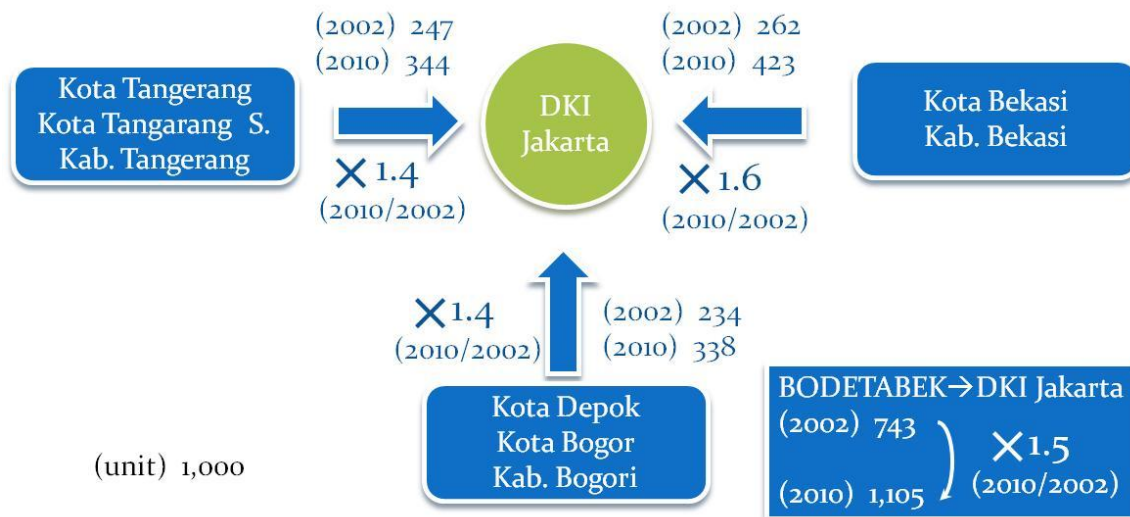 (2002) 247
(2010) 344
(2002) 262
(2010) 423
Kota Tangerang
Kota Tangarang S.
Kab. Tangerang
DKI
Jakarta
Kota Bekasi
Kab. Bekasi
×1.4
(2010/2002)
×1.6
(2010/2002)
×1.4
(2010/2002)
(2002) 234
(2010) 338
Kota Depok
Kota Bogor
Kab. Bogori
(unit) 1,000
BODETABEK→DKI Jakarta
(2002) 743
×1.5
(2010) 1,105
(2010/2002)